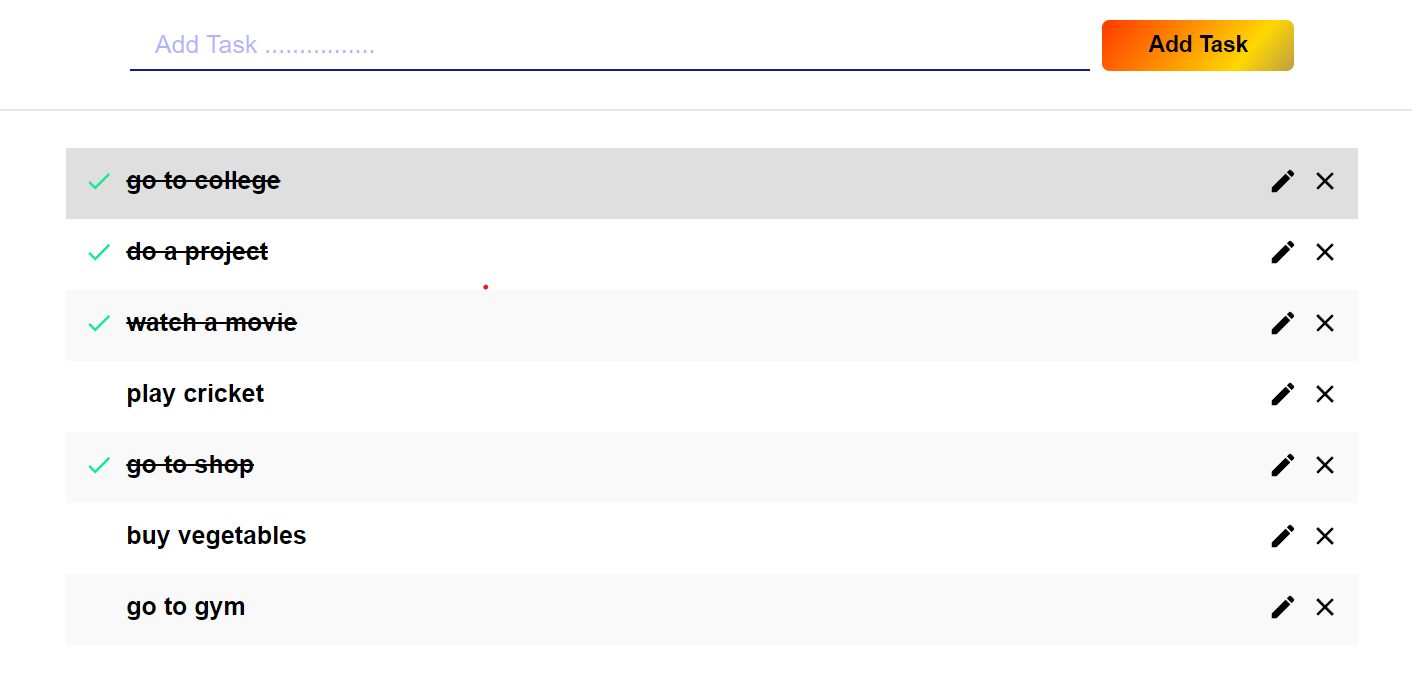 Add Task ................
Add Task
go to college
do a project
watch a movie
play cricket
go to shop
buy vegetables
go to gym